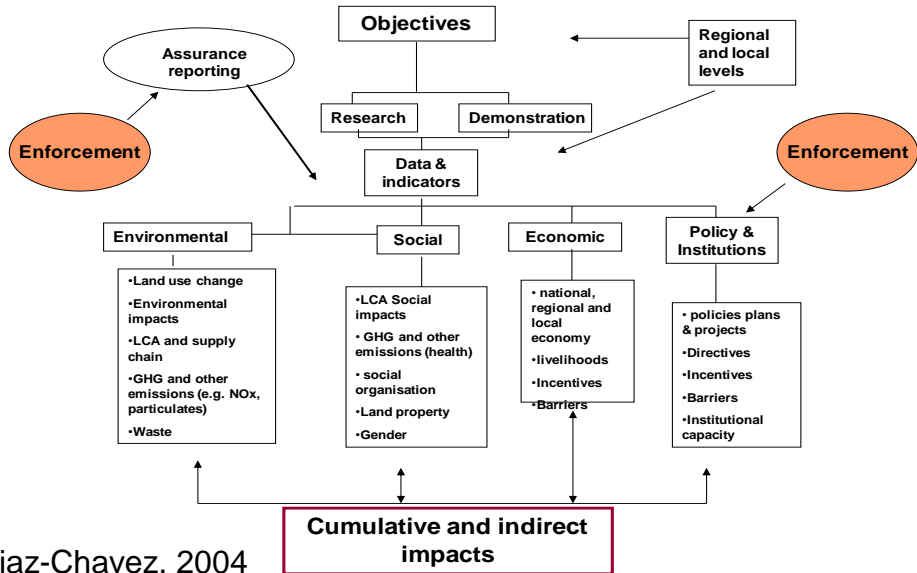 Objectives
Assurance
reporting
Regional
and local
levels
Research
Demonstration
Enforcement
Enforcement
Data &
indicators
Environmental
Social
Economic
Policy &
Institutions
•Land use change
•Environmental
impacts
•LCA and supply
chain
•GHG and other
emissions (e.g. NOx,
particulates)
•Waste
•LCA Social
impacts
• GHG and other
emissions (health)
• social
organisation
•Land property
•Gender
• national,
regional and
local
economy
•livelihoods
•Incentives
•Barriers
• policies plans
& projects
•Directives
•Incentives
•Barriers
•Institutional
capacity
Cumulative and indirect
impacts
iaz-Chavez, 2004